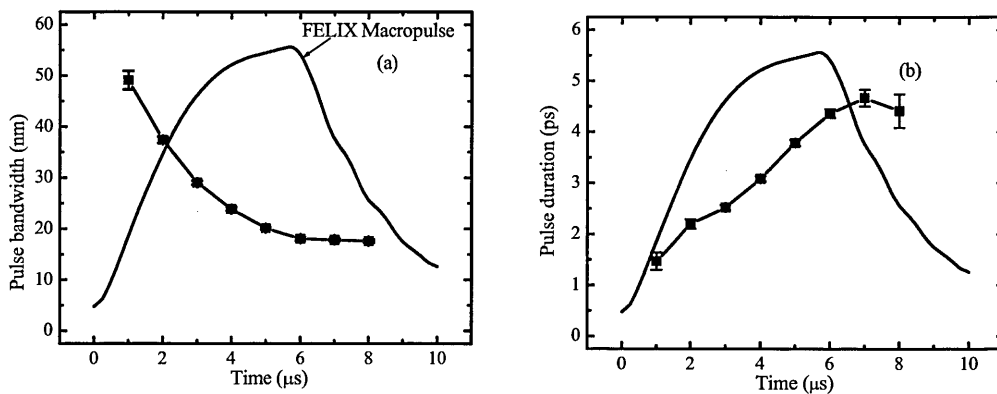 60
50
40
30
20
10
0
Pulse bandwidth (nm)
FELIX Macropulse
(a)
0 2 4 6 8 10
Time (μs)
6
5
4
3
2
1
0
Pulse duration (ps)
(b)
0 2 4 6 8 10
Time (μs)